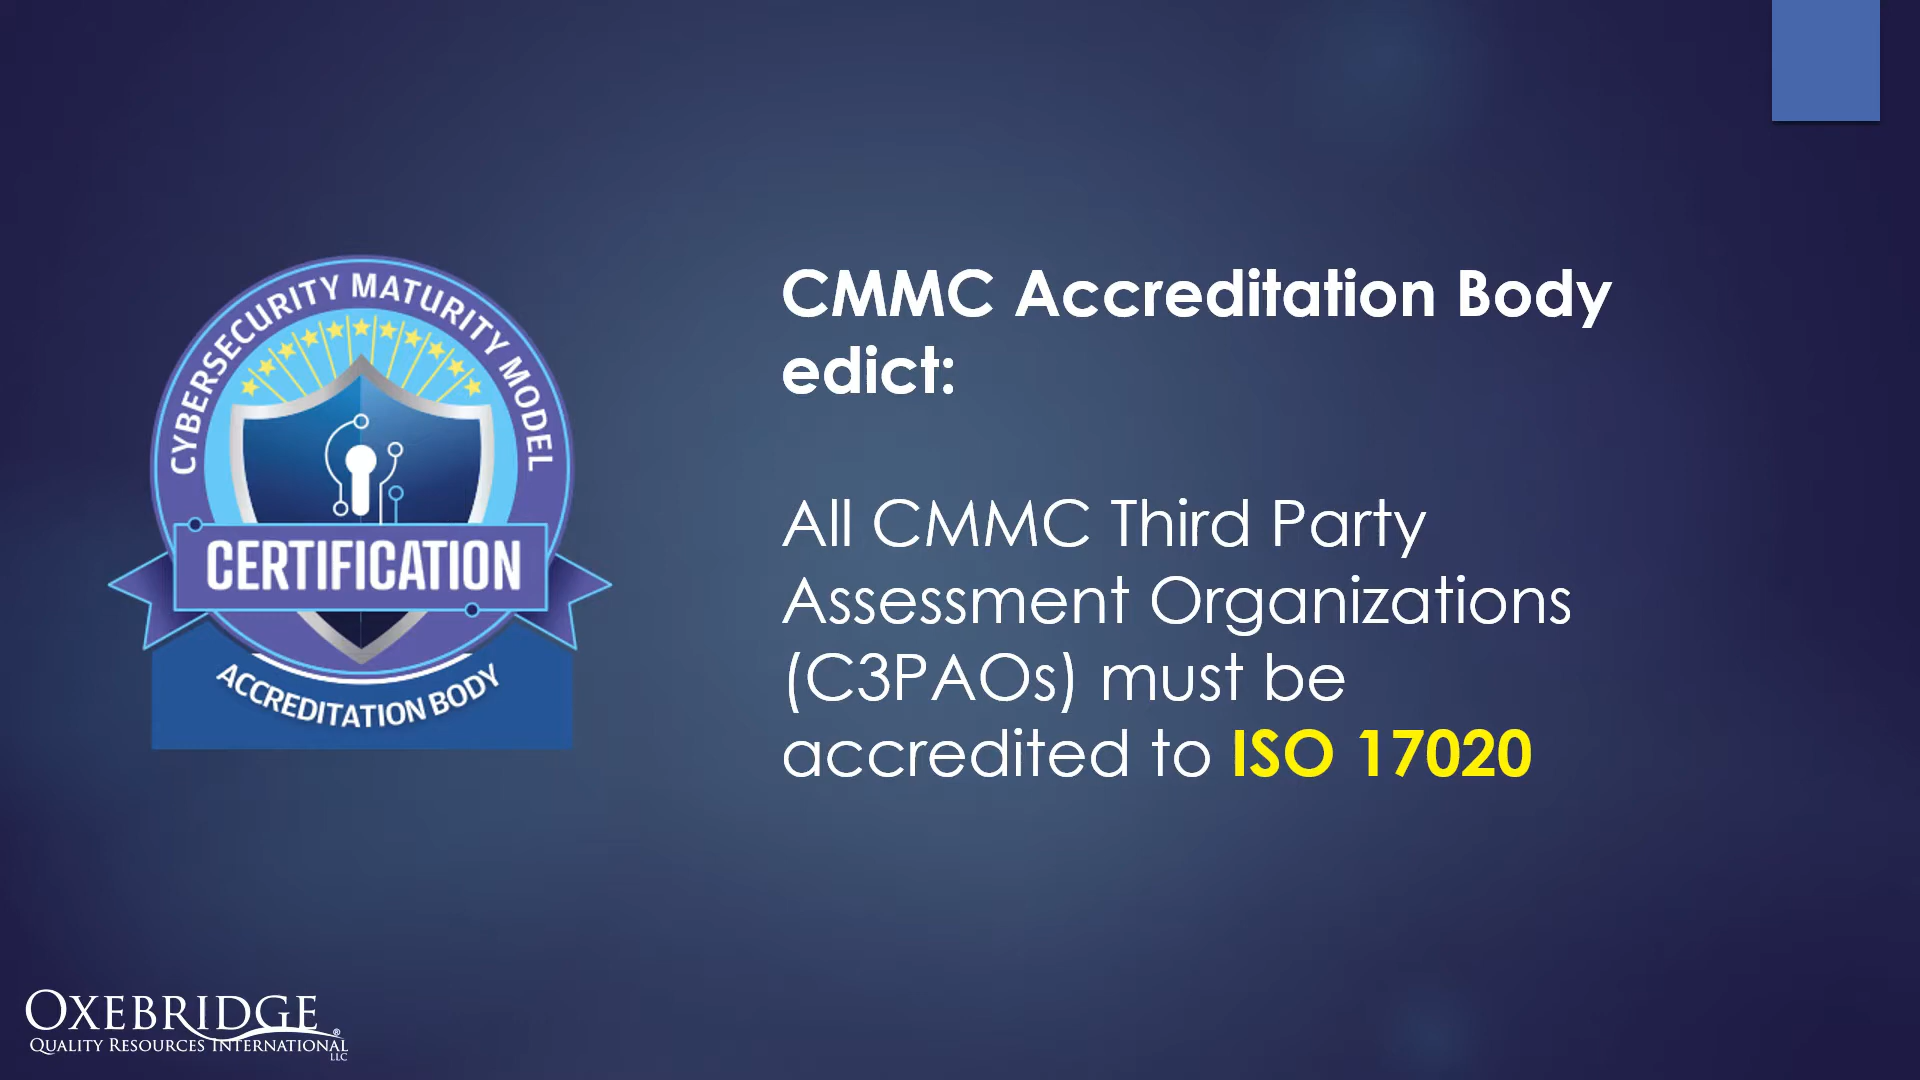 CYBERSECURITY MATURITY MODEL
CERTIFICATION
ACCREDITATION BODY
CMMC Accreditation Body
edict:
All CMMC Third Party
Assessment Organizations
(C3PAOs) must be
accredited to ISO 17020
OXEBRIDGE®
QUALITY RESOURCES INTERNATIONAL
LLC